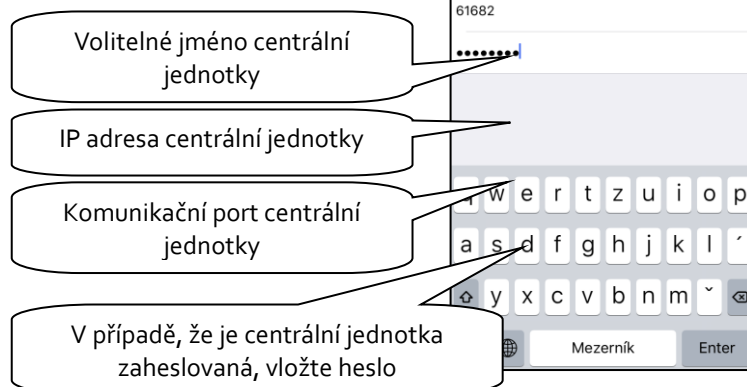 61682
••••••••
Volitelné jméno centrální
jednotky
IP adresa centrální jednotky
Komunikační port centrální
jednotky
V případě, že je centrální jednotka
zaheslovaná, vložte heslo
w e r t z u i o p
a s d f g h j k l ´
y x c v b n m ˇ
Mezerník Enter